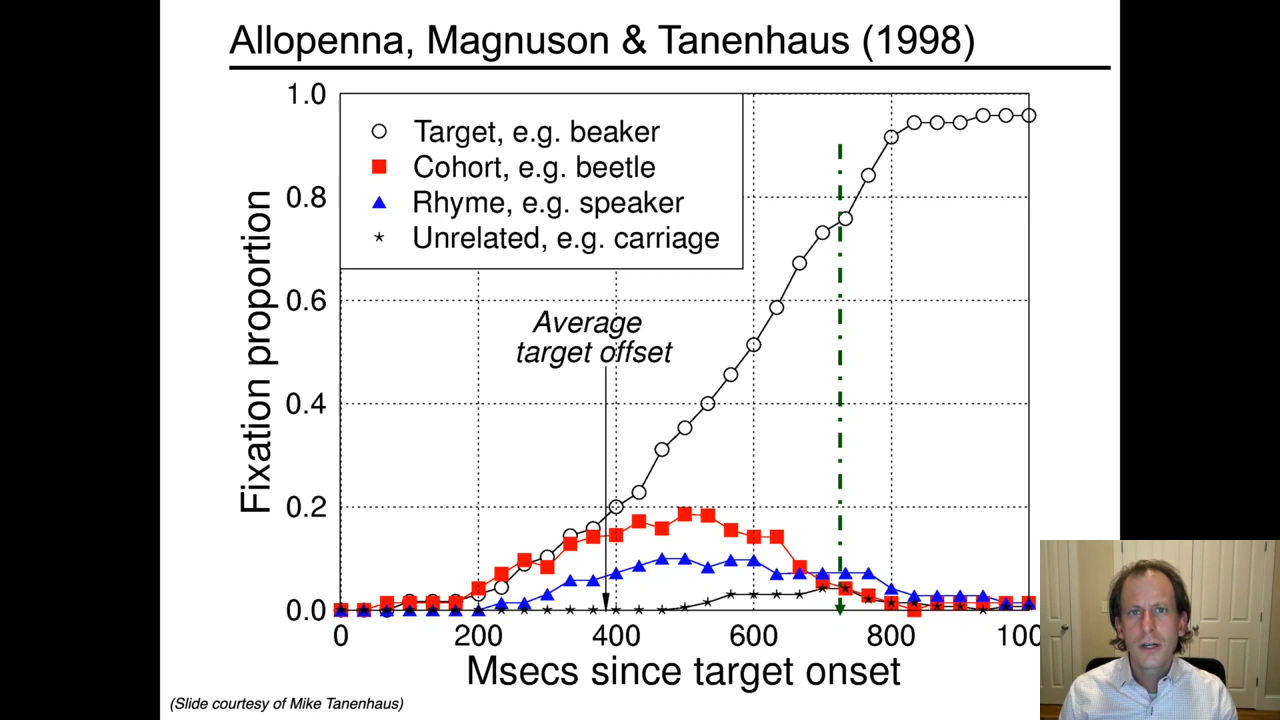 Allopenna, Magnuson & Tanenhaus (1998)
1.0
Target, e.g. beaker
Cohort, e.g. beetle
Rhyme, e.g. speaker
Unrelated, e.g. carriage
0.8
0.6
Average
target offset
0.4
0.2
0.0
Fixation proportion
0 200 400 600 800 100
Msecs since target onset
(Slide courtesy of Mike Tanenhaus)